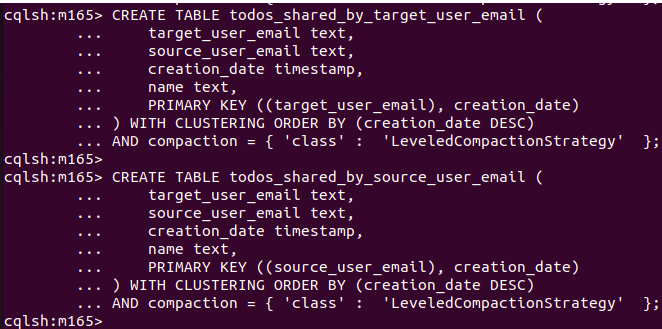 cqlsh:m165> CREATE TABLE todos_shared_by_target_user_email (
        ...     target_user_email text,
        ...     source_user_email text,
        ...     creation_date timestamp,
        ...     name text,
        ...     PRIMARY KEY ((target_user_email), creation_date)
        ... ) WITH CLUSTERING ORDER BY (creation_date DESC)
        ... AND compaction = { 'class' :  'LeveledCompactionStrategy'  };
cqlsh:m165>
cqlsh:m165> CREATE TABLE todos_shared_by_source_user_email (
        ...     target_user_email text,
        ...     source_user_email text,
        ...     creation_date timestamp,
        ...     name text,
        ...     PRIMARY KEY ((source_user_email), creation_date)
        ... ) WITH CLUSTERING ORDER BY (creation_date DESC)
        ... AND compaction = { 'class' :  'LeveledCompactionStrategy'  };
cqlsh:m165>